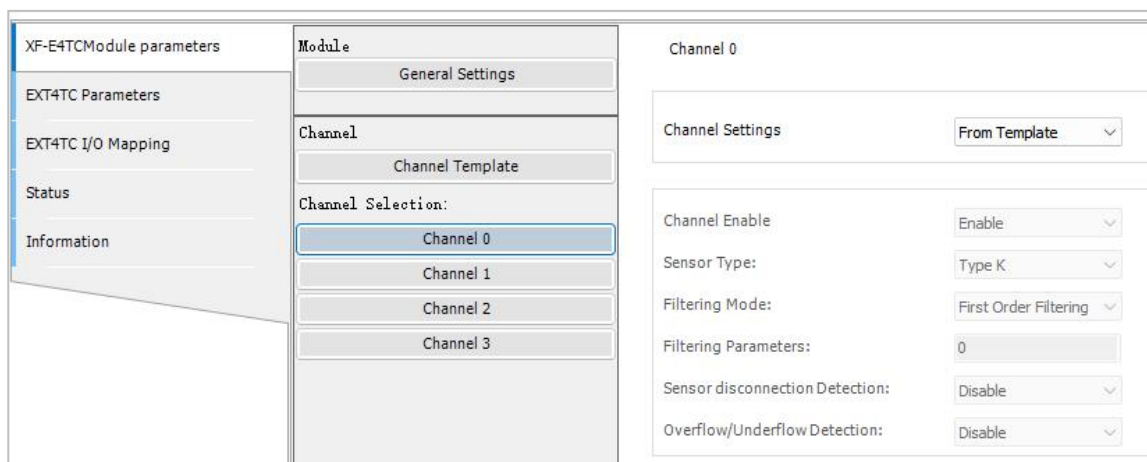 XF-E4TCModule parameters
EXT4TC Parameters
EXT4TC I/O Mapping
Status
Information
Module
General Settings
Channel
Channel Template
Channel Selection:
Channel 0
Channel 1
Channel 2
Channel 3
Channel 0
Channel Settings From Template
Channel Enable Enable
Sensor Type: Type K
Filtering Mode: First Order Filtering
Filtering Parameters: 0
Sensor disconnection Detection: Disable
Overflow/Underflow Detection: Disable